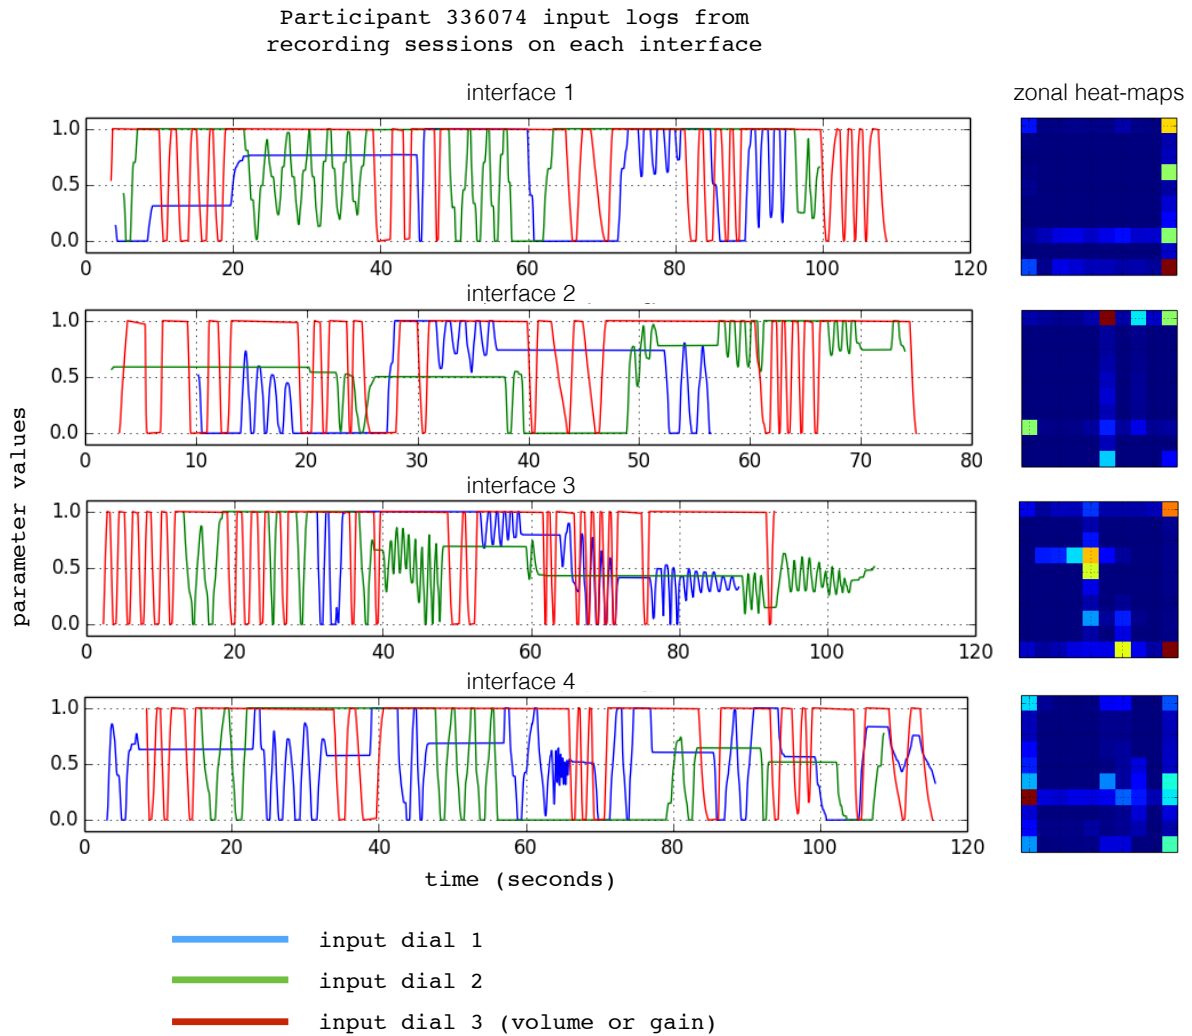 Participant 336074 input logs from
recording sessions on each interface
interface 1
zonal heat-maps
1.0
0.5
0.0
0 20 40 60 80 100 120
interface 2
1.0
0.5
0.0
0 10 20 30 40 50 60 70 80
interface 3
1.0
0.5
0.0
0 20 40 60 80 100 120
interface 4
1.0
0.5
0.0
0 20 40 60 80 100 120
parameter values
time (seconds)
input dial 1
input dial 2
input dial 3 (volume or gain)